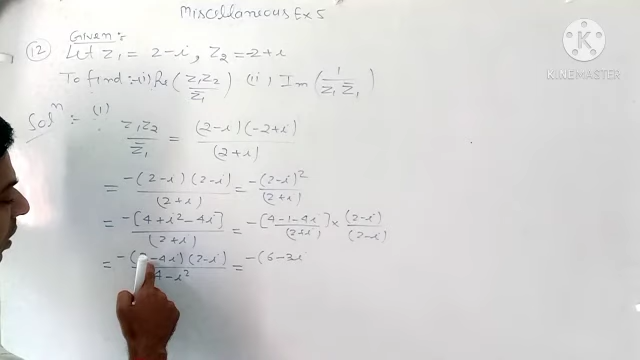 Miscellaneous Ex 5
Given :-
(12) Let z₁ = 2-i, z₂ = -2+i
To find :- (i) Re (z₁z₂/z̄₁) (ii) Im (1/(z₁ z̄₁))
Solⁿ :- (1)
z₁z₂/z̄₁ = (2-i)(-2+i)/(2+i)
= -(2-i)(2-i)/(2+i) = -(2-i)²/(2+i)
= -[4+i²-4i]/(2+i) = -[4-1-4i]/(2+i) × (2-i)/(2-i)
= -(-4i)(2-i)/4-i² = -(6-3i
KINEMASTER